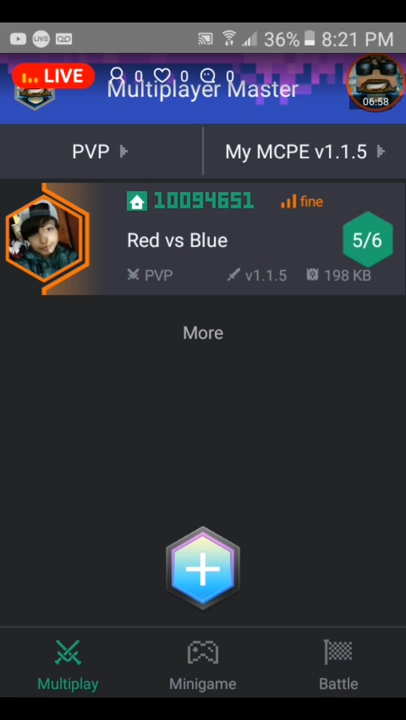 LIVE 36% 8:21 PM
LIVE 0 0 0
Multiplayer Master
06:58
PVP My MCPE v1.1.5
10094651 fine
Red vs Blue 5/6
PVP v1.1.5 198 KB
More
Multiplay Minigame Battle